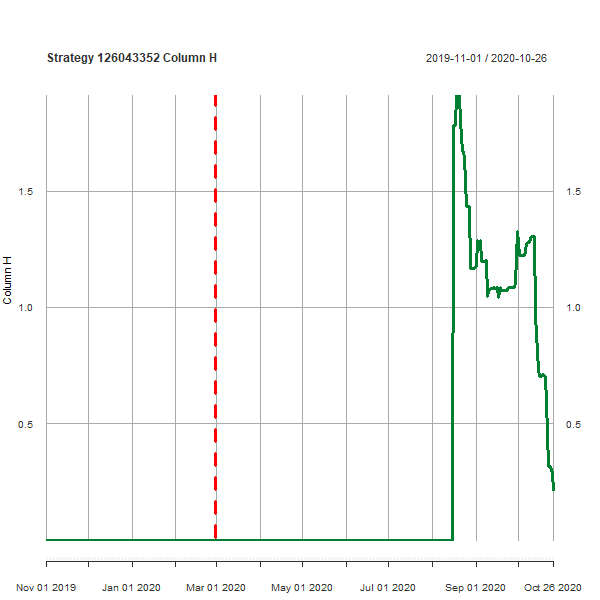 Strategy 126043352 Column H
2019-11-01 / 2020-10-26
1.5
1.5
Column H
1.0
1.0
0.5
0.5
Nov 01 2019
Jan 01 2020
Mar 01 2020
May 01 2020
Jul 01 2020
Sep 01 2020
Oct 26 2020